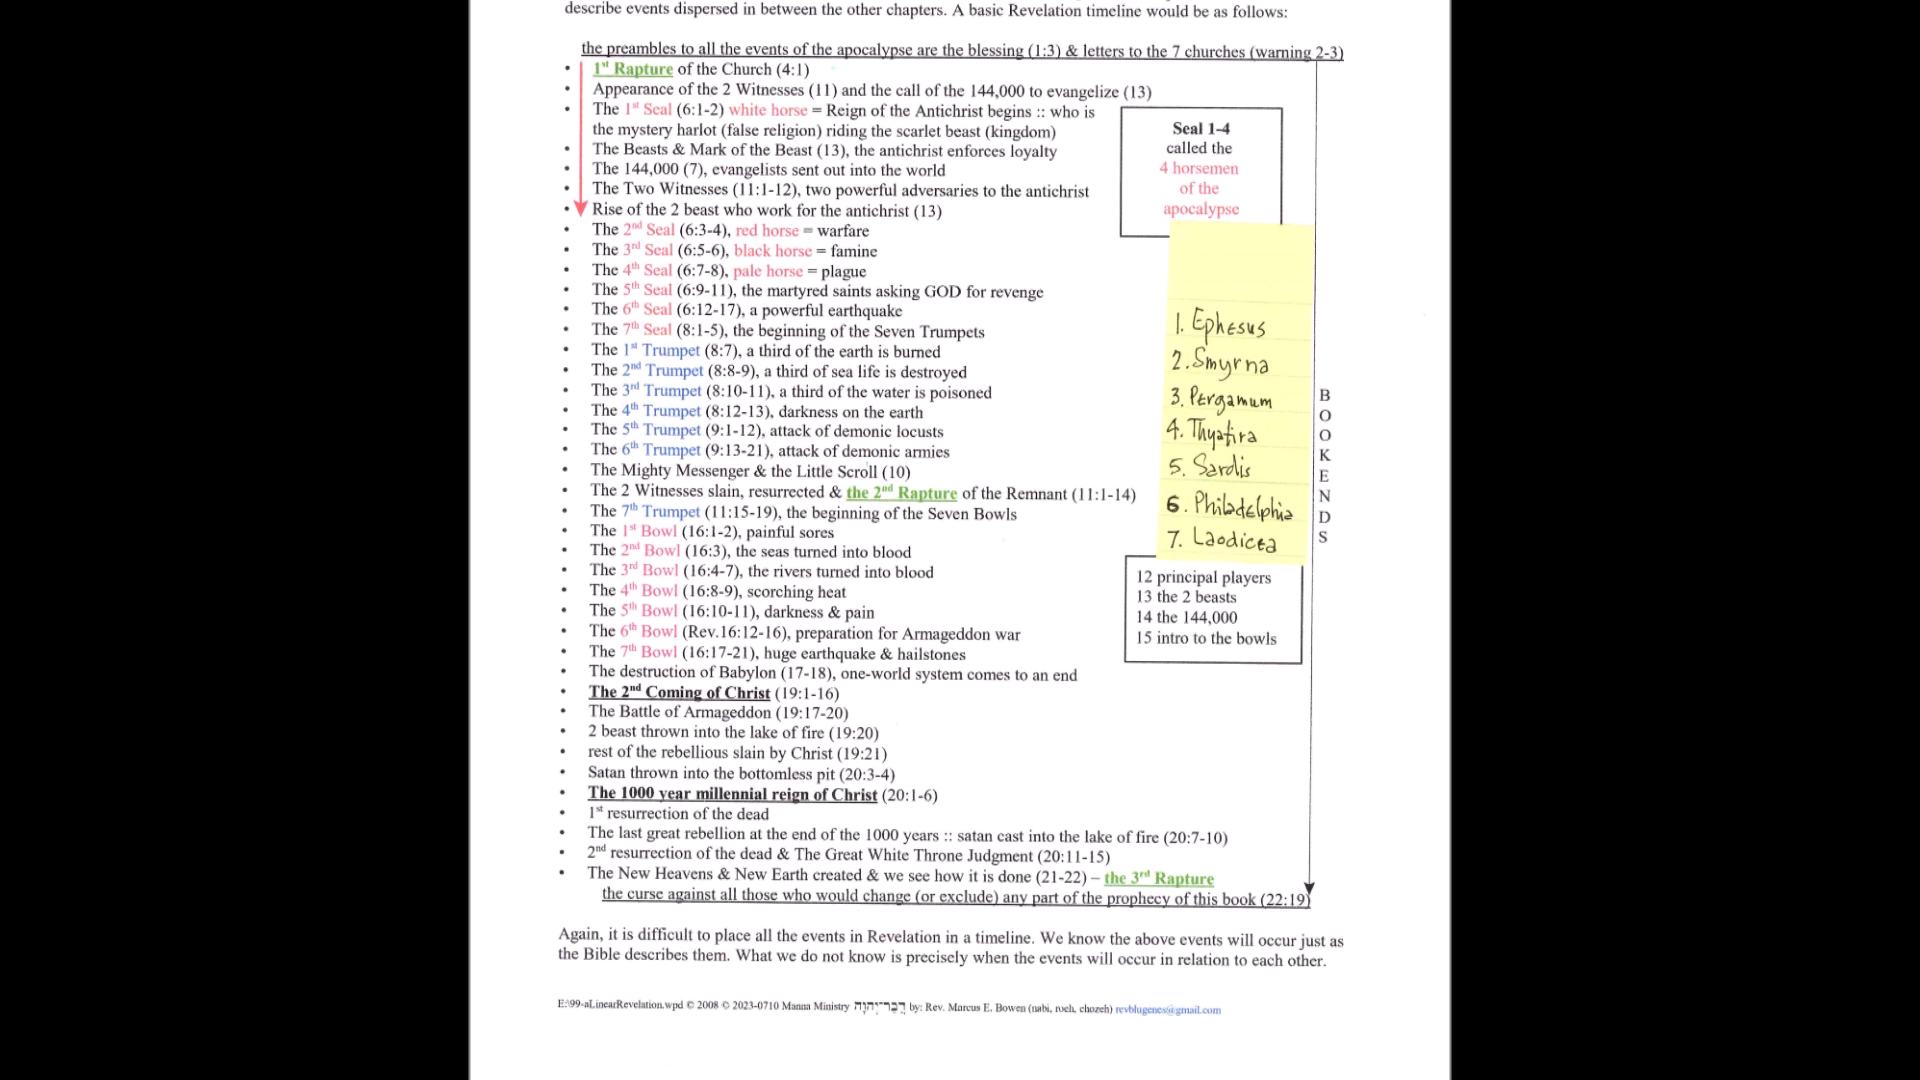 describe events dispersed in between the other chapters. A basic Revelation timeline would be as follows:
the preambles to all the events of the apocalypse are the blessing (1:3) & letters to the 7 churches (warning 2-3)
• 1st Rapture of the Church (4:1)
• Appearance of the 2 Witnesses (11) and the call of the 144,000 to evangelize (13)
• The 1st Seal (6:1-2) white horse = Reign of the Antichrist begins :: who is
the mystery harlot (false religion) riding the scarlet beast (kingdom)
• The Beasts & Mark of the Beast (13), the antichrist enforces loyalty
• The 144,000 (7), evangelists sent out into the world
• The Two Witnesses (11:1-12), two powerful adversaries to the antichrist
• Rise of the 2 beast who work for the antichrist (13)
• The 2nd Seal (6:3-4), red horse = warfare
• The 3rd Seal (6:5-6), black horse = famine
• The 4th Seal (6:7-8), pale horse = plague
• The 5th Seal (6:9-11), the martyred saints asking GOD for revenge
• The 6th Seal (6:12-17), a powerful earthquake
• The 7th Seal (8:1-5), the beginning of the Seven Trumpets
• The 1st Trumpet (8:7), a third of the earth is burned
• The 2nd Trumpet (8:8-9), a third of sea life is destroyed
• The 3rd Trumpet (8:10-11), a third of the water is poisoned
• The 4th Trumpet (8:12-13), darkness on the earth
• The 5th Trumpet (9:1-12), attack of demonic locusts
• The 6th Trumpet (9:13-21), attack of demonic armies
• The Mighty Messenger & the Little Scroll (10)
• The 2 Witnesses slain, resurrected & the 2nd Rapture of the Remnant (11:1-14)
• The 7th Trumpet (11:15-19), the beginning of the Seven Bowls
• The 1st Bowl (16:1-2), painful sores
• The 2nd Bowl (16:3), the seas turned into blood
• The 3rd Bowl (16:4-7), the rivers turned into blood
• The 4th Bowl (16:8-9), scorching heat
• The 5th Bowl (16:10-11), darkness & pain
• The 6th Bowl (Rev.16:12-16), preparation for Armageddon war
• The 7th Bowl (16:17-21), huge earthquake & hailstones
• The destruction of Babylon (17-18), one-world system comes to an end
• The 2nd Coming of Christ (19:1-16)
• The Battle of Armageddon (19:17-20)
• 2 beast thrown into the lake of fire (19:20)
• rest of the rebellious slain by Christ (19:21)
• Satan thrown into the bottomless pit (20:3-4)
• The 1000 year millennial reign of Christ (20:1-6)
• 1st resurrection of the dead
• The last great rebellion at the end of the 1000 years :: satan cast into the lake of fire (20:7-10)
• 2nd resurrection of the dead & The Great White Throne Judgment (20:11-15)
• The New Heavens & New Earth created & we see how it is done (21-22) – the 3rd Rapture
the curse against all those who would change (or exclude) any part of the prophecy of this book (22:19)
Seal 1-4
called the
4 horsemen
of the
apocalypse
1. Ephesus
2. Smyrna
3. Pergamum
4. Thyatira
5. Sardis
6. Philadelphia
7. Laodicea
12 principal players
13 the 2 beasts
14 the 144,000
15 intro to the bowls
B
O
O
K
E
N
D
S
Again, it is difficult to place all the events in Revelation in a timeline. We know the above events will occur just as
the Bible describes them. What we do not know is precisely when the events will occur in relation to each other.
E:\99-aLinearRevelation.wpd © 2008 © 2023-0710 Manna Ministry דְּבַר־יְהוָה by: Rev. Marcus E. Bowen (nabi, roeh, chozeh) revblugenes@gmail.com